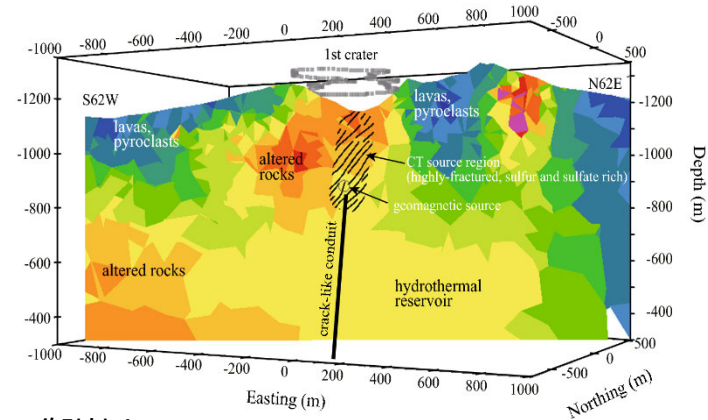 -1000 -800 -600 -400 -200 0 200 400 600 800 1000
-500 0 500
1st crater
S62W
N62E
lavas,
pyroclasts
lavas,
pyroclasts
altered
rocks
CT source region
(highly-fractured, sulfur and sulfate rich)
geomagnetic source
altered rocks
hydrothermal
reservoir
crack-like conduit
-1000
-1200
-1000
-800
-600
-400
-1200
-1000
-800
-600
-400
Depth (m)
-1000 -800 -600 -400 -200 0 200 400 600 800 1000
Easting (m)
-500 0 500
Northing (m)